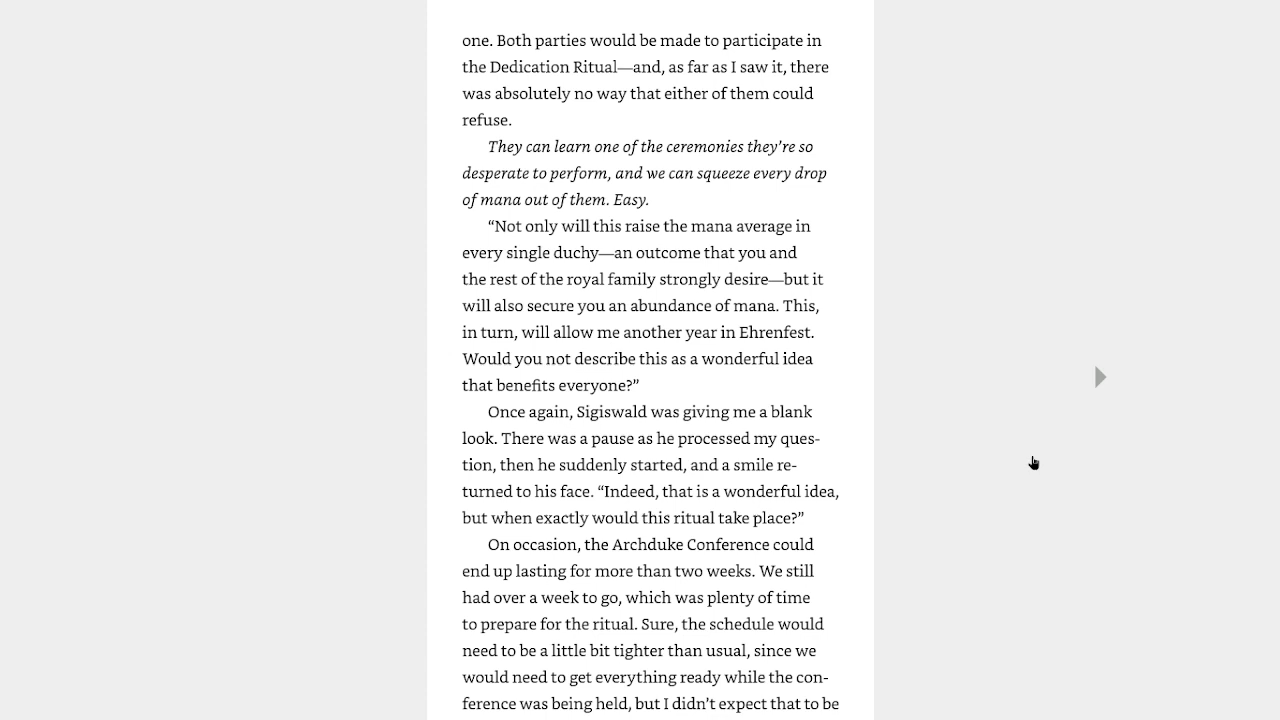 one. Both parties would be made to participate in
the Dedication Ritual—and, as far as I saw it, there
was absolutely no way that either of them could
refuse.
They can learn one of the ceremonies they’re so
desperate to perform, and we can squeeze every drop
of mana out of them. Easy.
“Not only will this raise the mana average in
every single duchy—an outcome that you and
the rest of the royal family strongly desire—but it
will also secure you an abundance of mana. This,
in turn, will allow me another year in Ehrenfest.
Would you not describe this as a wonderful idea
that benefits everyone?”
Once again, Sigiswald was giving me a blank
look. There was a pause as he processed my ques-
tion, then he suddenly started, and a smile re-
turned to his face. “Indeed, that is a wonderful idea,
but when exactly would this ritual take place?”
On occasion, the Archduke Conference could
end up lasting for more than two weeks. We still
had over a week to go, which was plenty of time
to prepare for the ritual. Sure, the schedule would
need to be a little bit tighter than usual, since we
would need to get everything ready while the con-
ference was being held, but I didn’t expect that to be